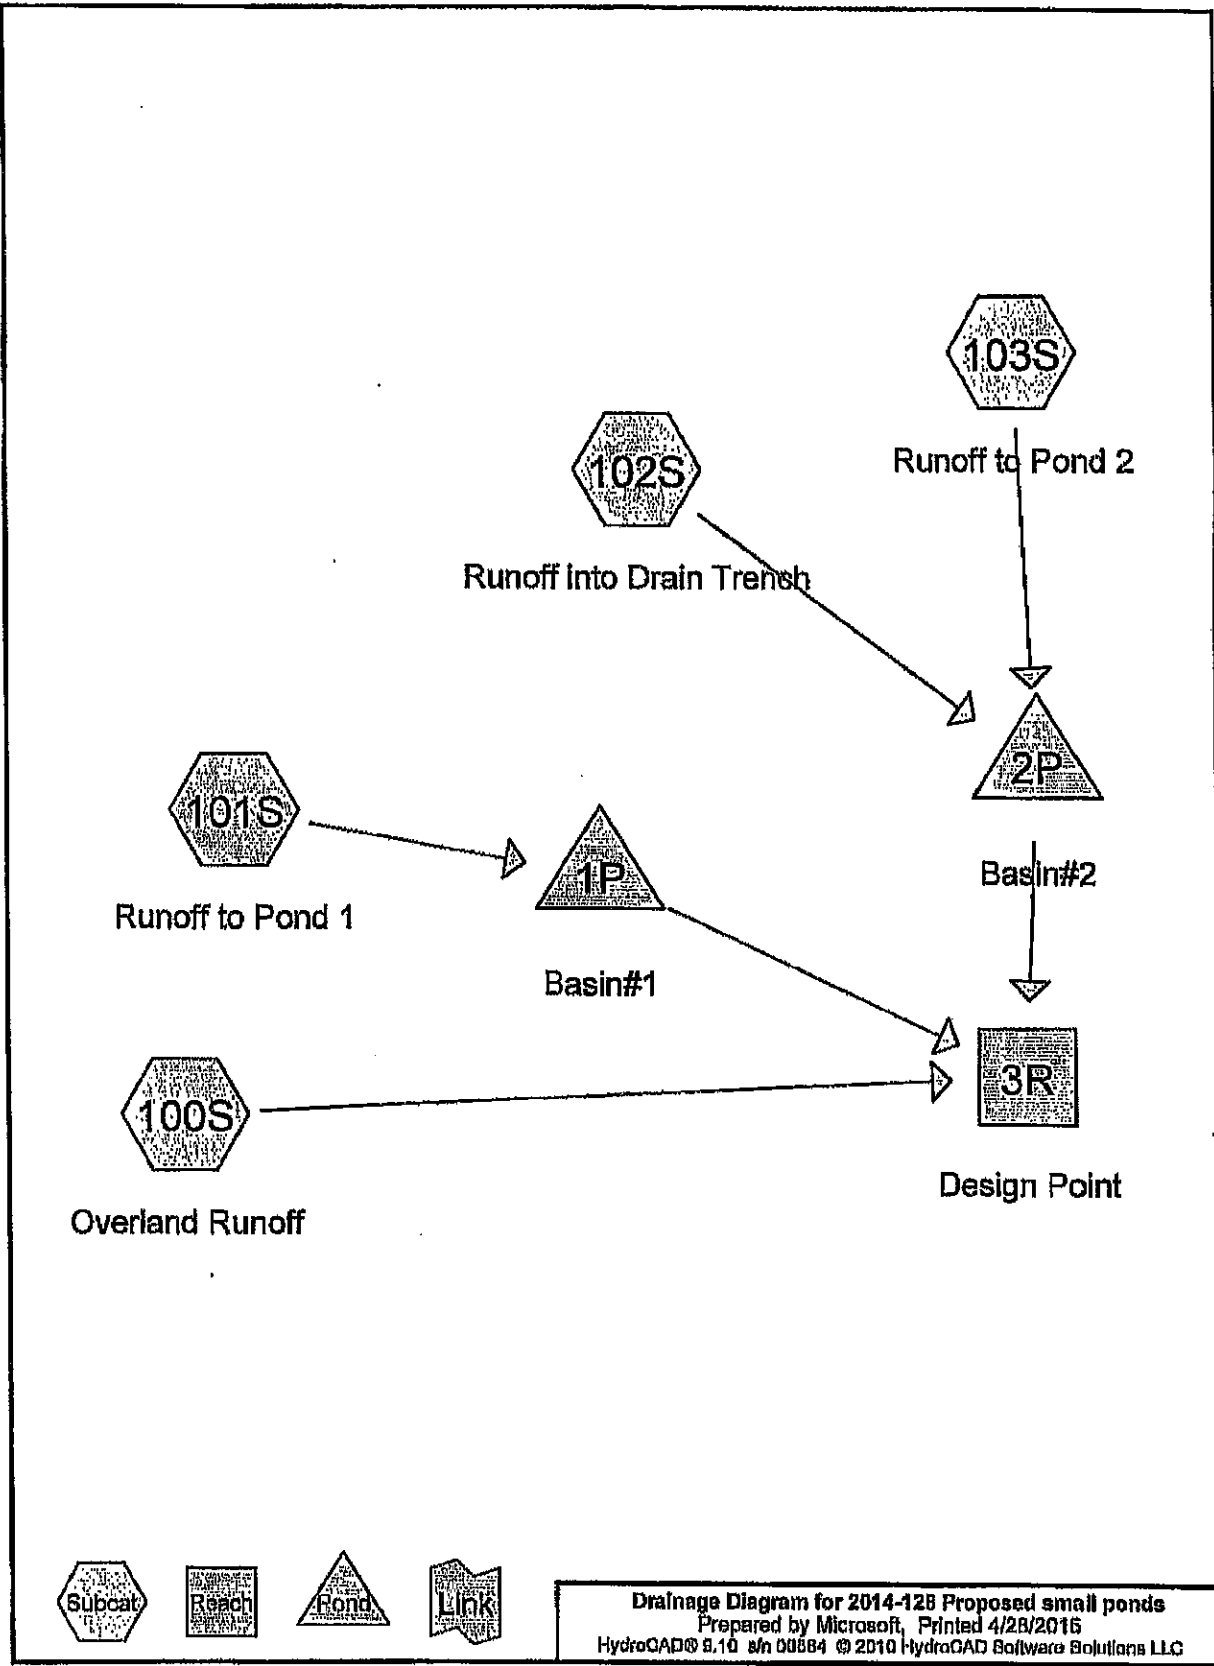 103S
Runoff to Pond 2
102S
Runoff into Drain Trench
2P
Basin#2
101S
Runoff to Pond 1
1P
Basin#1
3R
Design Point
100S
Overland Runoff
Subcat
Reach
Pond
Link
Drainage Diagram for 2014-128 Proposed small ponds
Prepared by Microsoft, Printed 4/28/2015
HydroCAD® 9.10 s/n © 2010 HydroCAD Software Solutions LLC